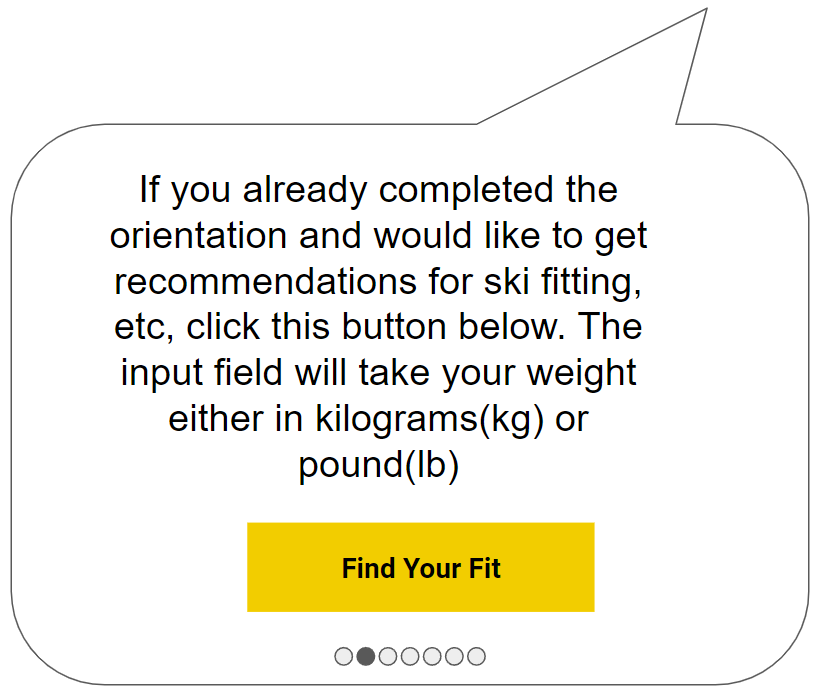 If you already completed the
orientation and would like to get
recommendations for ski fitting,
etc, click this button below. The
input field will take your weight
either in kilograms(kg) or
pound(lb)
Find Your Fit